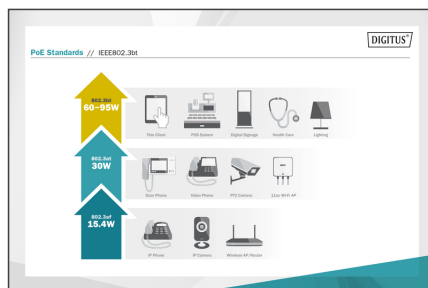 DIGITUS®
PoE Standards // IEEE802.3bt
802.3bt
60~95W
Thin Client
POS System
Digital Signage
Health Care
Lighting
802.3at
30W
Door Phone
Video Phone
PTZ Camera
11ac Wi-Fi AP
802.3af
15.4W
IP Phone
IP Camera
Wireless AP/Router